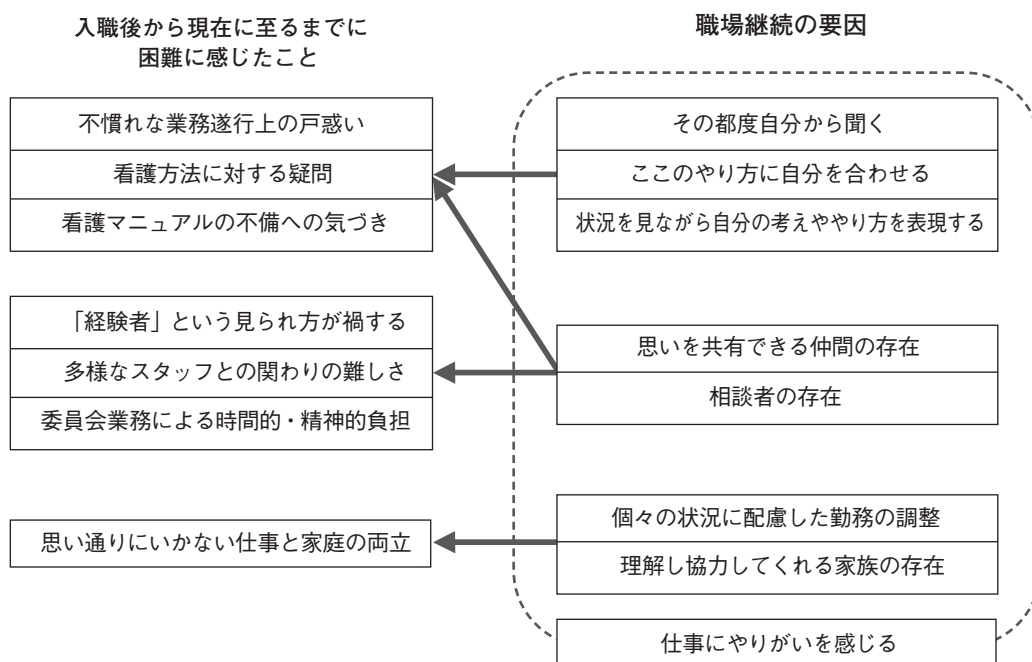 入職後から現在に至るまでに
困難に感じたこと
不慣れな業務遂行上の戸惑い
看護方法に対する疑問
看護マニュアルの不備への気づき
「経験者」という見られ方が禍する
多様なスタッフとの関わりの難しさ
委員会業務による時間的・精神的負担
思い通りにいかない仕事と家庭の両立
職場継続の要因
その都度自分から聞く
ここのやり方に自分を合わせる
状況を見ながら自分の考えややり方を表現する
思いを共有できる仲間の存在
相談者の存在
個々の状況に配慮した勤務の調整
理解し協力してくれる家族の存在
仕事にやりがいを感じる